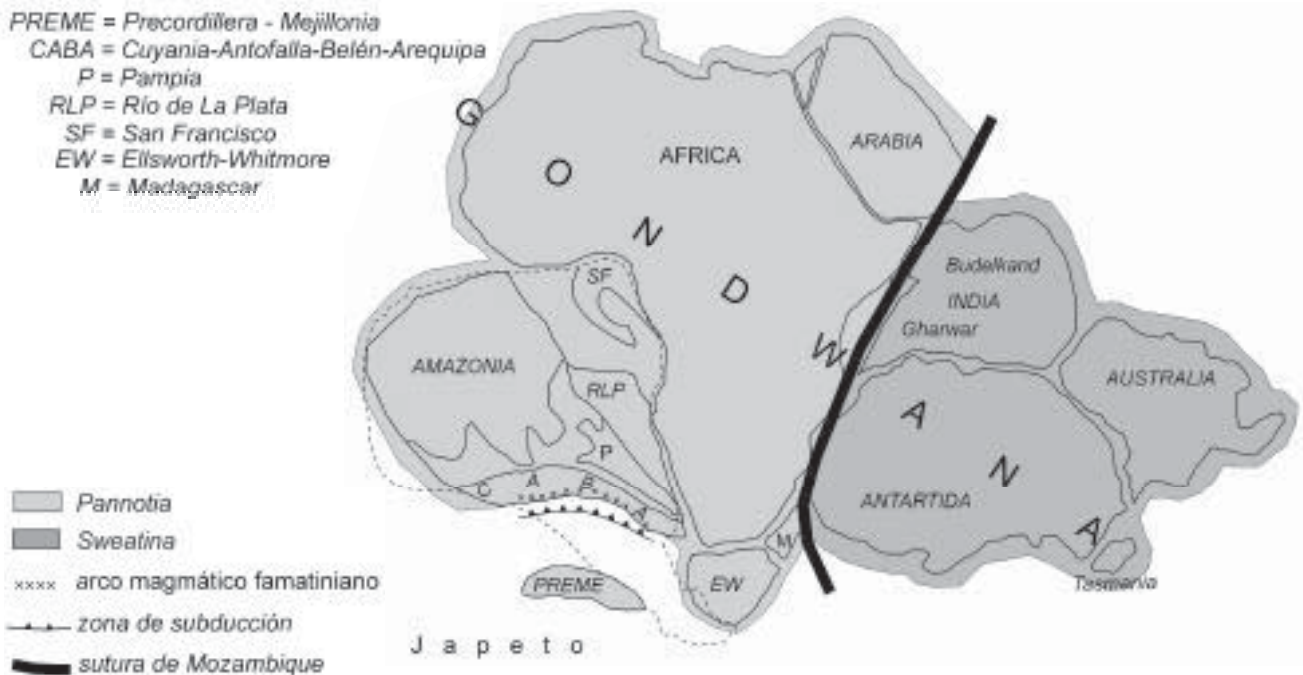 PREME = Precordillera - Mejillonia
CABA = Cuyania-Antofalla-Belén-Arequipa
P = Pampia
RLP = Río de La Plata
SF = San Francisco
EW = Ellsworth-Whitmore
M = Madagascar
G O N D W A N A
AFRICA
ARABIA
SF
Budelkand
INDIA
Gharwar
AMAZONIA
RLP
AUSTRALIA
P
C A B A
ANTARTIDA
M
EW
PREME
Tasmania
Japeto
Pannotia
Sweatina
arco magmático famatiniano
zona de subducción
sutura de Mozambique